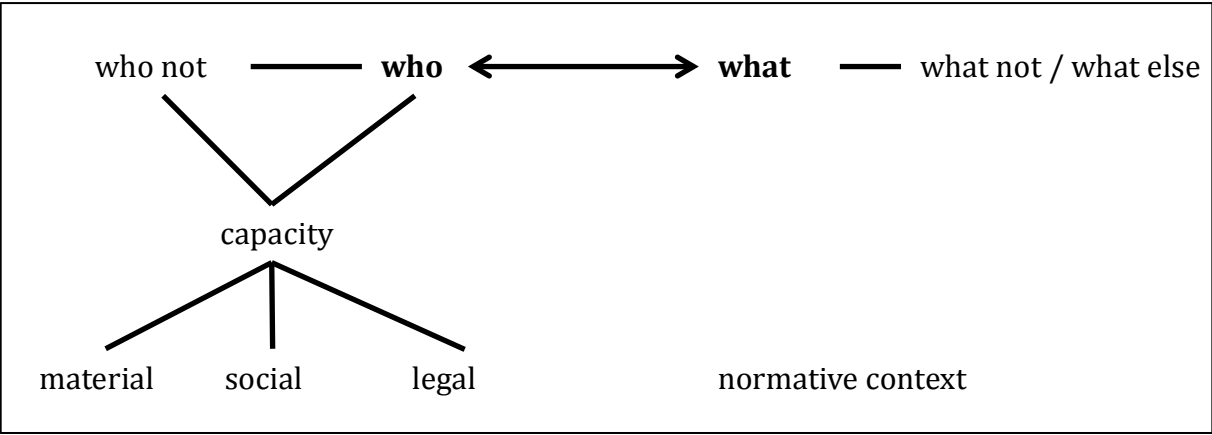 who not who what what not / what else
capacity
material social legal normative context